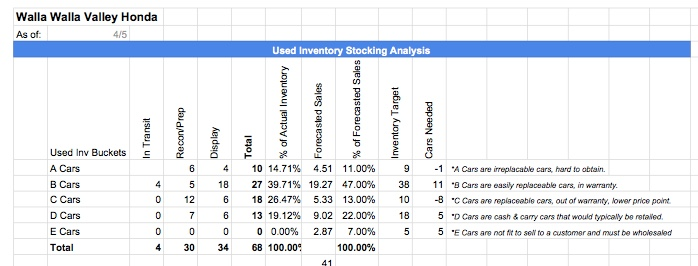 Walla Walla Valley Honda
As of: 4/5
Used Inventory Stocking Analysis
Used Inv Buckets In Transit Recon/Prep Display Total % of Actual Inventory Forecasted Sales % of Forecasted Sales Inventory Target Cars Needed
A Cars 6 4 10 14.71% 4.51 11.00% 9 -1 *A Cars are irreplacable cars, hard to obtain.
B Cars 4 5 18 27 39.71% 19.27 47.00% 38 11 *B Cars are easily replaceable cars, in warranty.
C Cars 0 12 6 18 26.47% 5.33 13.00% 10 -8 *C Cars are replaceable cars, out of warranty, lower price point.
D Cars 0 7 6 13 19.12% 9.02 22.00% 18 5 *D Cars are cash & carry cars that would typically be retailed.
E Cars 0 0 0 0 0.00% 2.87 7.00% 5 5 *E Cars are not fit to sell to a customer and must be wholesaled
Total 4 30 34 68 100.00% 100.00%
41